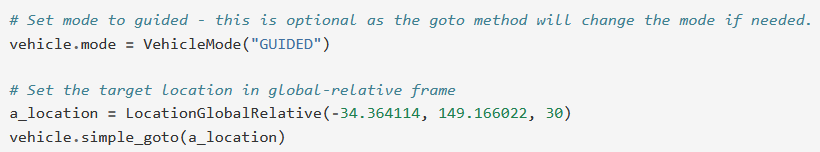 # Set mode to guided - this is optional as the goto method will change the mode if needed.
vehicle.mode = VehicleMode("GUIDED")
# Set the target location in global-relative frame
a_location = LocationGlobalRelative(-34.364114, 149.166022, 30)
vehicle.simple_goto(a_location)